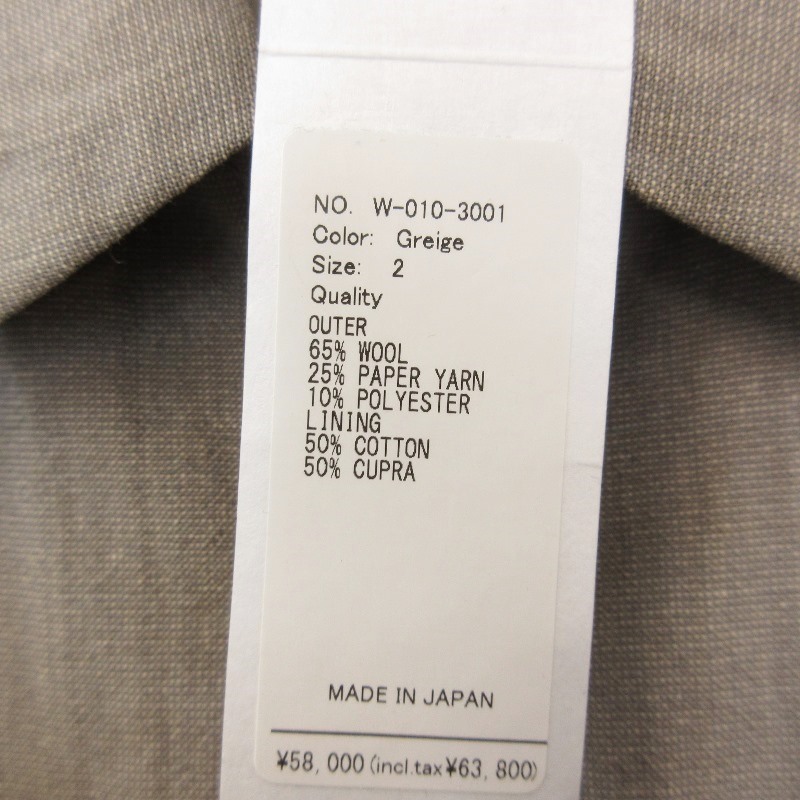 NO. W-010-3001
Color: Greige
Size: 2
Quality
OUTER
65% WOOL
25% PAPER YARN
10% POLYESTER
LINING
50% COTTON
50% CUPRA
MADE IN JAPAN
¥58,000(incl.tax¥63,800)